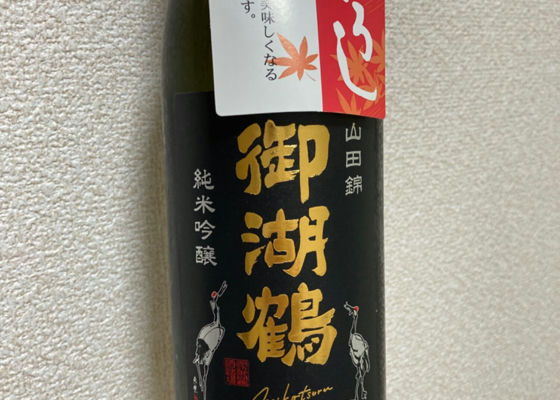 ろし
美味しくなる
す。
山田錦
御湖鶴
純米吟醸
Mikotsuru